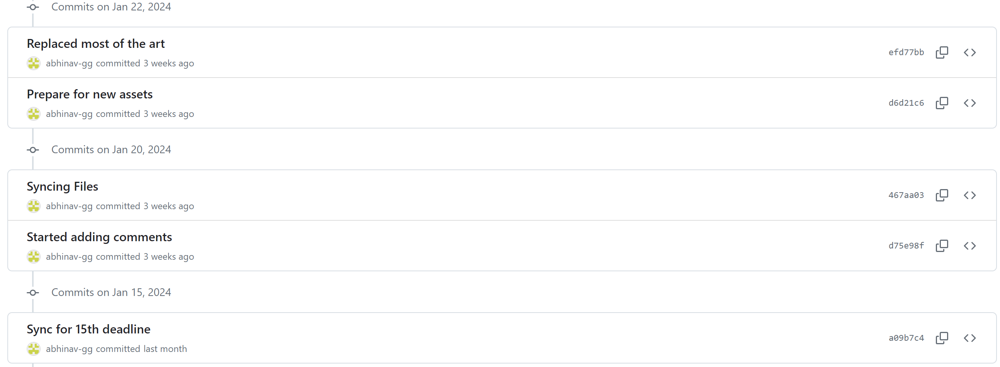 Commits on Jan 22, 2024
Replaced most of the art
abhinav-gg committed 3 weeks ago
efd77bb
Prepare for new assets
abhinav-gg committed 3 weeks ago
d6d21c6
Commits on Jan 20, 2024
Syncing Files
abhinav-gg committed 3 weeks ago
467aa03
Started adding comments
abhinav-gg committed 3 weeks ago
d75e98f
Commits on Jan 15, 2024
Sync for 15th deadline
abhinav-gg committed last month
a09b7c4